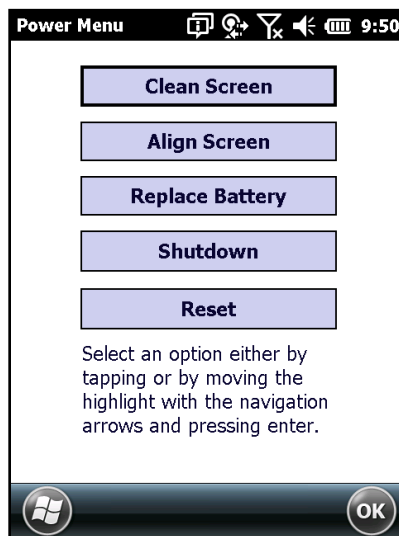 Power Menu 9:50
Clean Screen
Align Screen
Replace Battery
Shutdown
Reset
Select an option either by
tapping or by moving the
highlight with the navigation
arrows and pressing enter.
OK